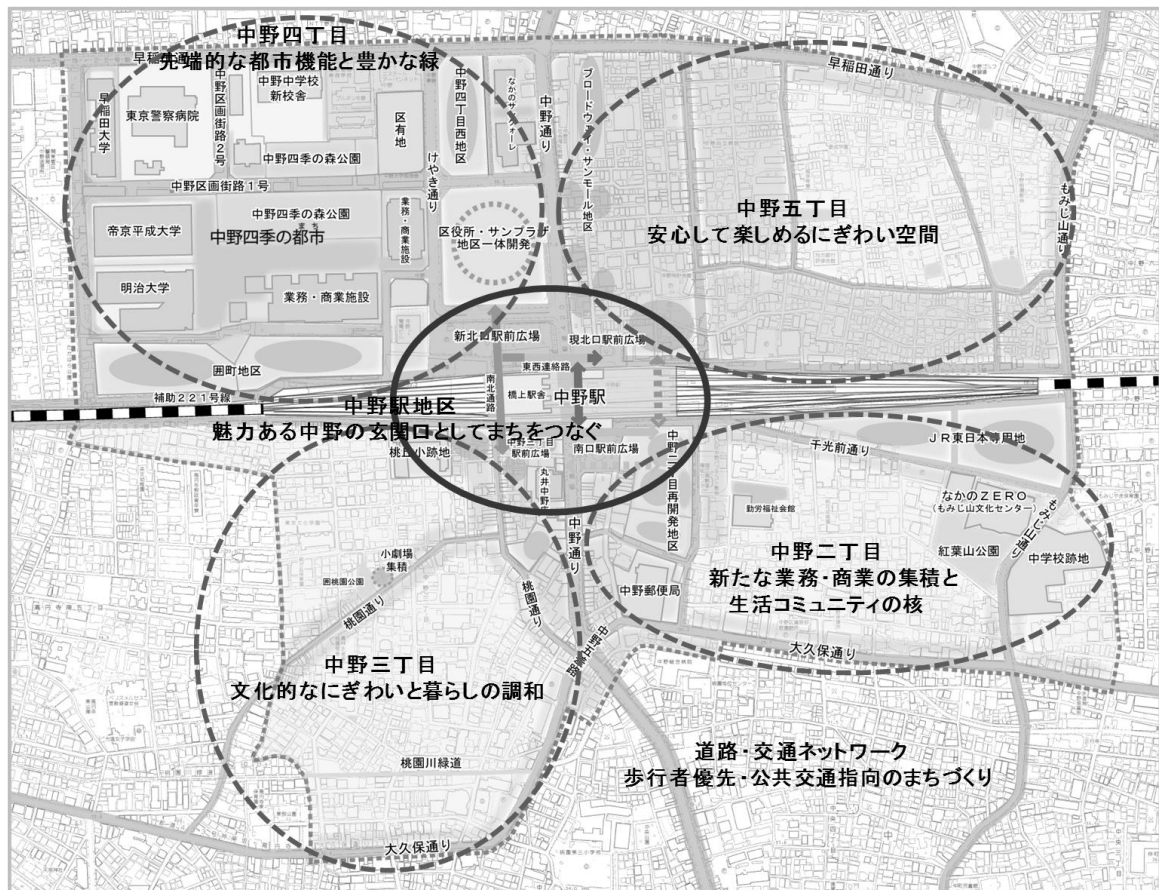 中野四丁目
先端的な都市機能と豊かな緑
早稲田通り
早稲田大学
東京警察病院
中野区画街路2号
中野中学校
新校舎
区有地
中野四丁目西地区
なかのサンクォーレ
中野通り
ブロードウェイ・サンモール地区
早稲田通り
もみじ山通り
中野四季の森公園
けやき通り
中野区画街路1号
中野四季の森公園
まち
中野四季の都市
帝京平成大学
業務・商業施設
区役所・サンプラザ
地区一体開発
中野五丁目
安心して楽しめるにぎわい空間
明治大学
業務・商業施設
新北口駅前広場
現北口駅前広場
囲町地区
東西連絡路
補助221号線
南北通路
橋上駅舎
中野駅
中野駅地区
魅力ある中野の玄関口としてまちをつなぐ
桃丘小跡地
中野三丁目
駅前広場
南口駅前広場
丸井中野店
中野二丁目再開発地区
千光前通り
JR東日本専用地
なかのZERO
(もみじ山文化センター)
もみじ山通り
勤労福祉会館
紅葉山公園
中学校跡地
中野二丁目
新たな業務・商業の集積と
生活コミュニティの核
小劇場
集積
囲桃園公園
桃園通り
桃園通り
中野通り
中野郵便局
中野五差路
大久保通り
中野三丁目
文化的なにぎわいと暮らしの調和
道路・交通ネットワーク
歩行者優先・公共交通指向のまちづくり
桃園川緑道
大久保通り